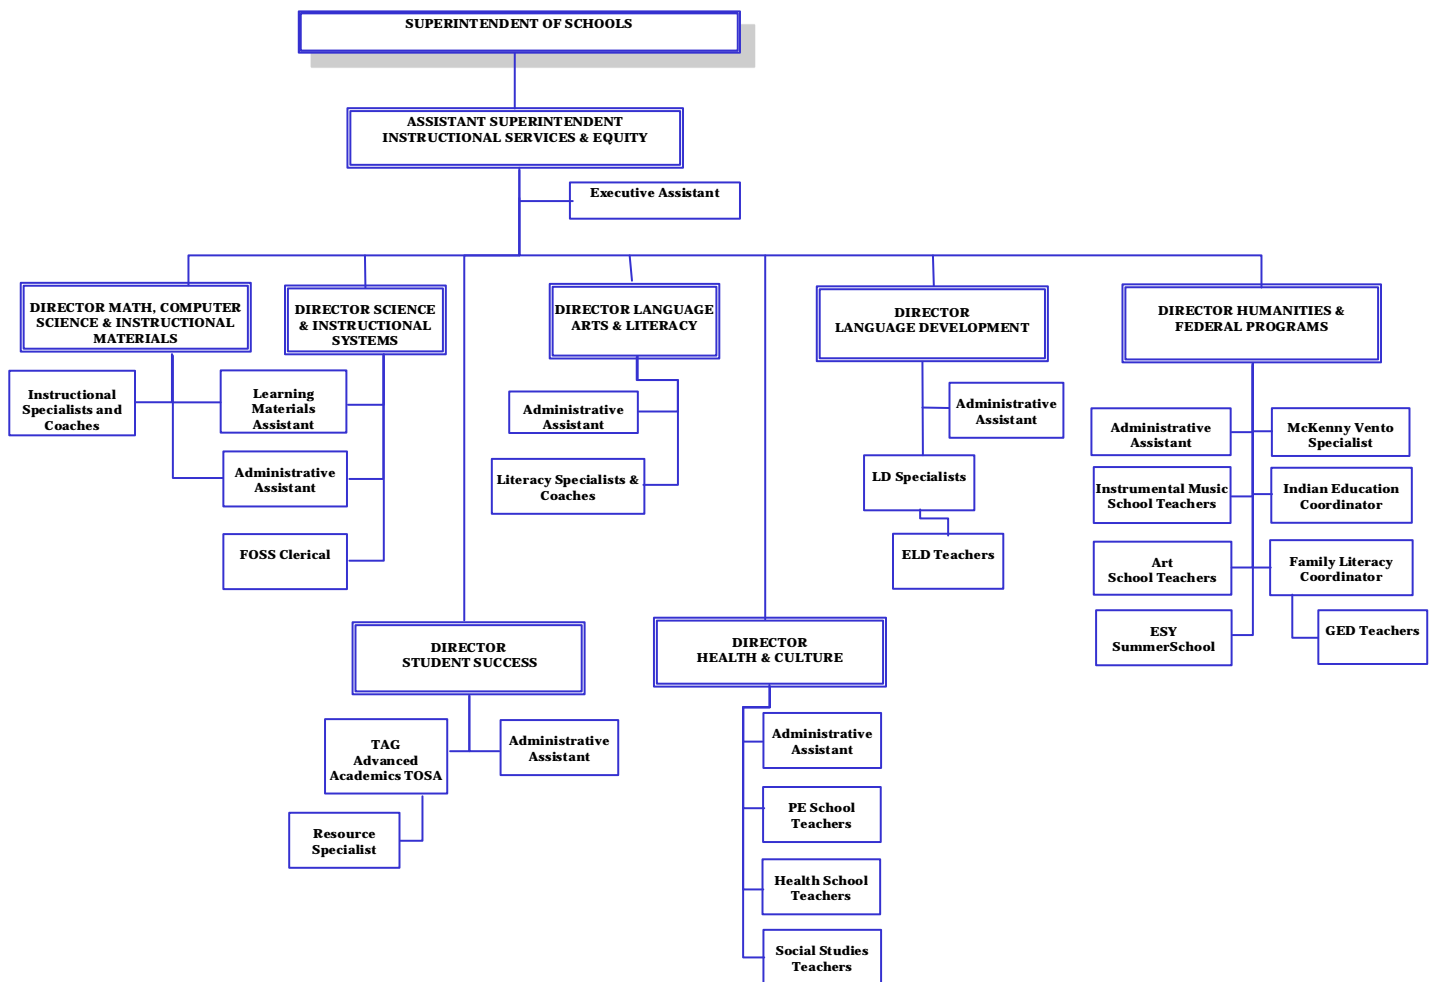 SUPERINTENDENT OF SCHOOLS
ASSISTANT SUPERINTENDENT
INSTRUCTIONAL SERVICES & EQUITY
Executive Assistant
DIRECTOR MATH, COMPUTER
SCIENCE & INSTRUCTIONAL
MATERIALS
DIRECTOR SCIENCE
& INSTRUCTIONAL
SYSTEMS
DIRECTOR LANGUAGE
ARTS & LITERACY
DIRECTOR
LANGUAGE DEVELOPMENT
DIRECTOR HUMANITIES &
FEDERAL PROGRAMS
Instructional
Specialists and
Coaches
Learning
Materials
Assistant
Administrative
Assistant
FOSS Clerical
Administrative
Assistant
Literacy Specialists &
Coaches
Administrative
Assistant
LD Specialists
ELD Teachers
Administrative
Assistant
McKenny Vento
Specialist
Instrumental Music
School Teachers
Indian Education
Coordinator
Art
School Teachers
Family Literacy
Coordinator
ESY
SummerSchool
GED Teachers
DIRECTOR
STUDENT SUCCESS
DIRECTOR
HEALTH & CULTURE
TAG
Advanced
Academics TOSA
Administrative
Assistant
Resource
Specialist
Administrative
Assistant
PE School
Teachers
Health School
Teachers
Social Studies
Teachers